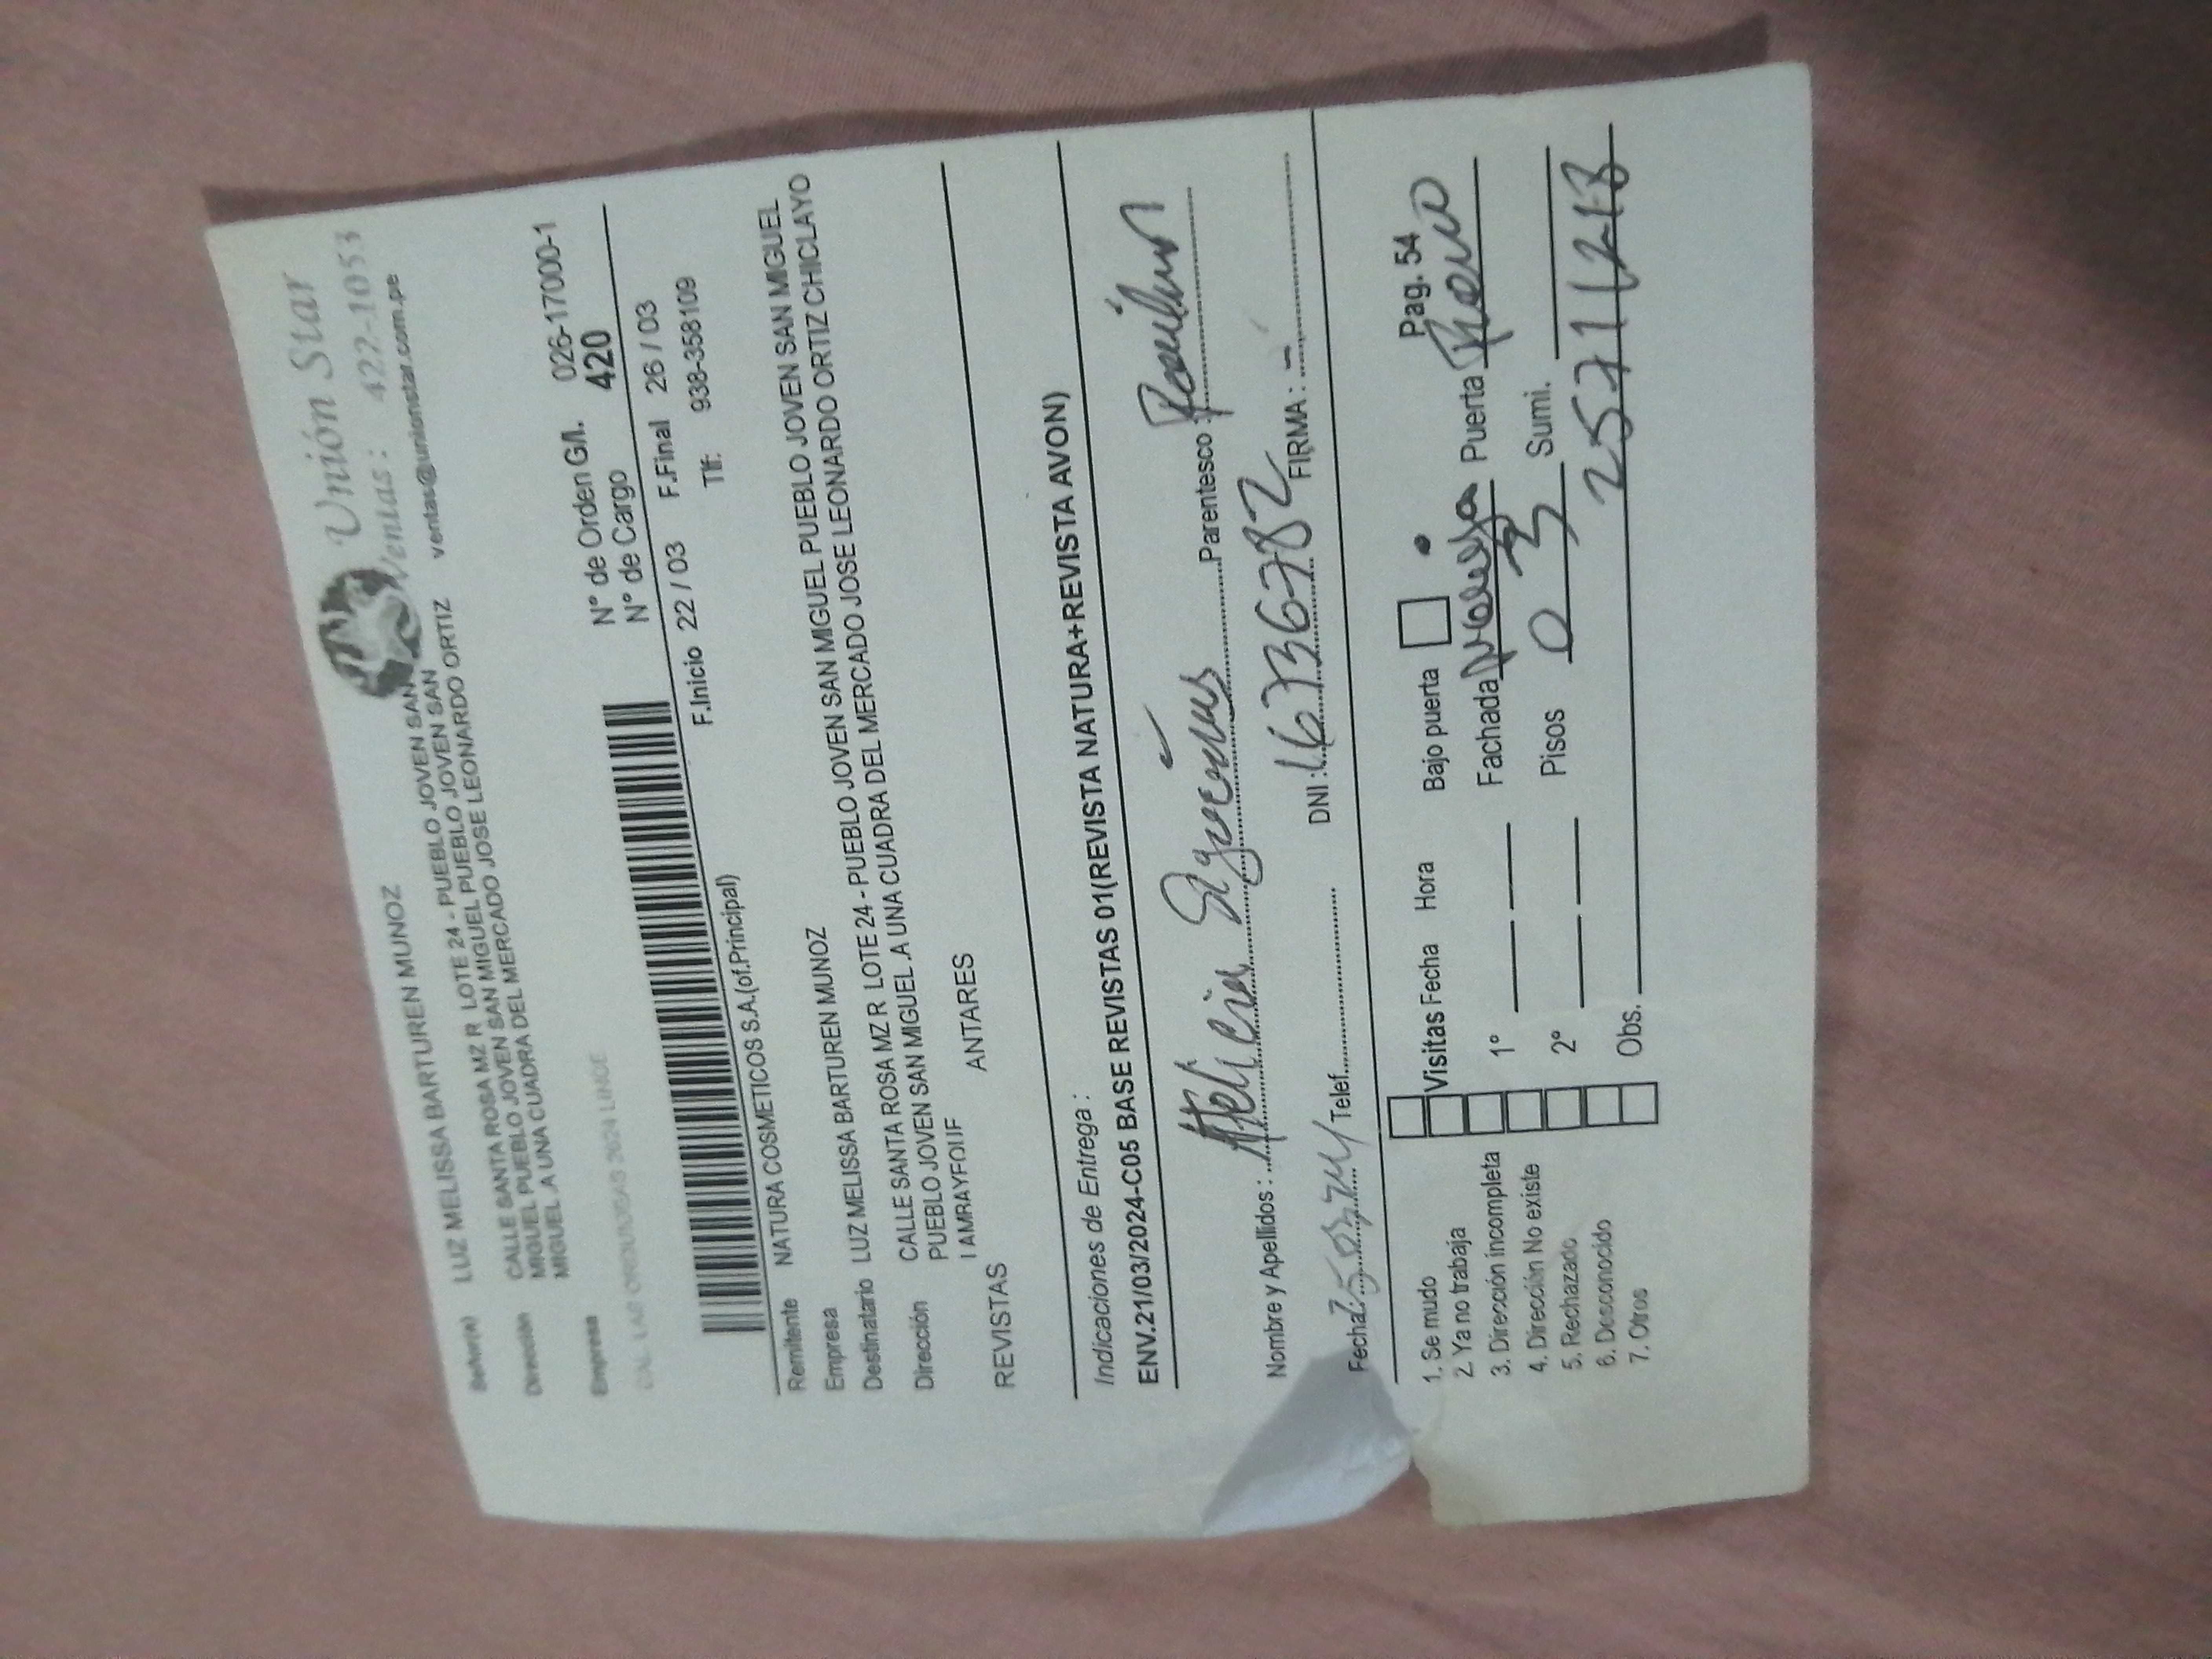 Unión Star
Ventas: 422-1053
ventas@unionstar.com.pe
Señor(a) LUZ MELISSA BARTUREN MUNOZ
Dirección CALLE SANTA ROSA MZ R LOTE 24 - PUEBLO JOVEN SAN
MIGUEL PUEBLO JOVEN SAN MIGUEL PUEBLO JOVEN SAN
MIGUEL .A UNA CUADRA DEL MERCADO JOSE LEONARDO ORTIZ
Empresa
N° de Orden G/l. 026-17000-1
N° de Cargo 420
F.Inicio 22 / 03 F.Final 26 / 03
Tlf: 938-358109
Remitente NATURA COSMETICOS S.A.(of.Principal)
Empresa
Destinatario LUZ MELISSA BARTUREN MUNOZ
Dirección CALLE SANTA ROSA MZ R LOTE 24 - PUEBLO JOVEN SAN MIGUEL PUEBLO JOVEN SAN MIGUEL
PUEBLO JOVEN SAN MIGUEL .A UNA CUADRA DEL MERCADO JOSE LEONARDO ORTIZ CHICLAYO
REVISTAS ANTARES
Indicaciones de Entrega :
ENV.21/03/2024-C05 BASE REVISTAS 01(REVISTA NATURA+REVISTA AVON)
Nombre y Apellidos : Parentesco :
DNI : 16736782 FIRMA :
Fecha: 25/03/24 Telef.
Pag. 54
1. Se mudo
2. Ya no trabaja
3. Dirección incompleta
4. Dirección No existe
5. Rechazado
6. Desconocido
7. Otros
Visitas Fecha Hora Bajo puerta
1° Fachada Puerta
2° Pisos 03 Sumi.
Obs. 25711213